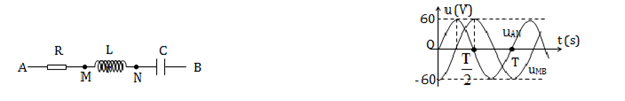 R L C
A M N B
u(V)
60
uAN
t(s)
O
T/2
T
uMB
-60